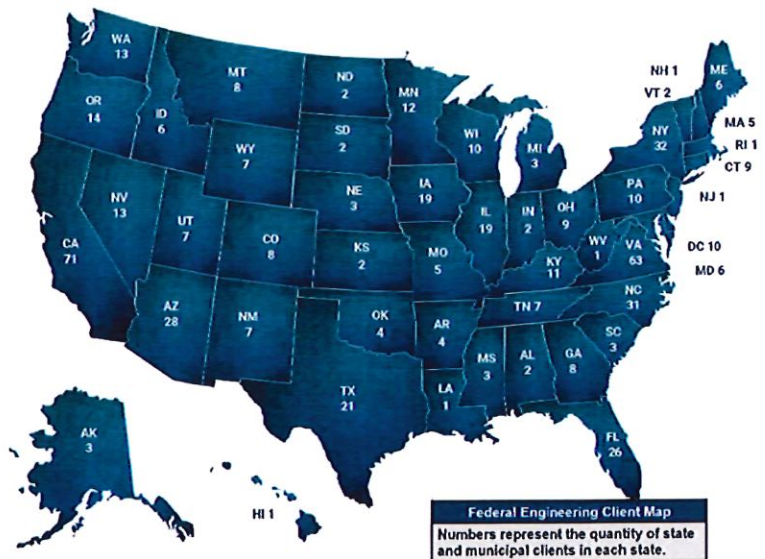 WA
13
OR
14
CA
71
ID
6
NV
13
MT
8
WY
7
UT
7
AZ
28
CO
8
NM
7
ND
2
SD
2
NE
3
KS
2
OK
4
TX
21
MN
12
IA
19
MO
5
AR
4
LA
1
WI
10
IL
19
MI
3
IN
2
OH
9
KY
11
TN 7
MS
3
AL
2
GA
8
FL
26
SC
3
NC
31
VA
63
WV
1
PA
10
NY
32
NH 1
VT 2
ME
6
MA 5
RI 1
CT 9
NJ 1
DC 10
MD 6
AK
3
HI 1
Federal Engineering Client Map
Numbers represent the quantity of state
and municipal clients in each state.